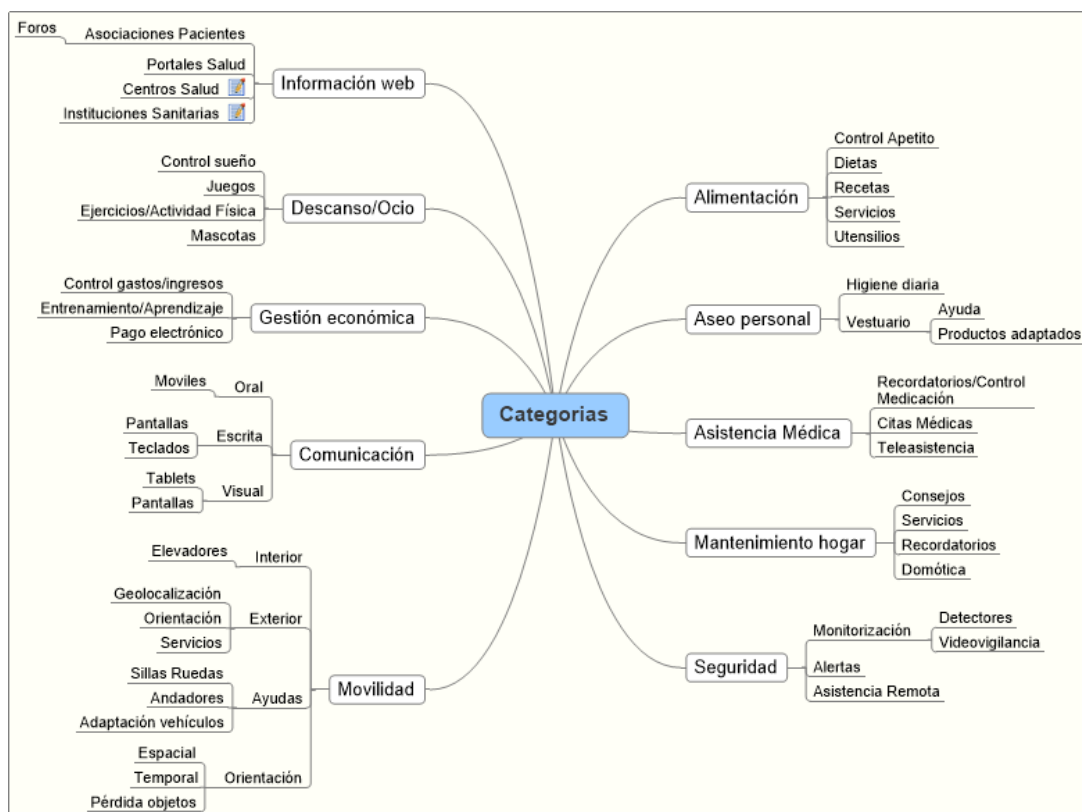 Foros
Asociaciones Pacientes
Portales Salud
Centros Salud
Instituciones Sanitarias
Información web
Control sueño
Juegos
Ejercicios/Actividad Física
Mascotas
Descanso/Ocio
Control gastos/ingresos
Entrenamiento/Aprendizaje
Pago electrónico
Gestión económica
Moviles
Oral
Pantallas
Teclados
Escrita
Tablets
Pantallas
Visual
Comunicación
Elevadores
Interior
Geolocalización
Orientación
Servicios
Exterior
Sillas Ruedas
Andadores
Adaptación vehículos
Ayudas
Espacial
Temporal
Pérdida objetos
Orientación
Movilidad
Categorias
Alimentación
Control Apetito
Dietas
Recetas
Servicios
Utensilios
Aseo personal
Higiene diaria
Vestuario
Ayuda
Productos adaptados
Asistencia Médica
Recordatorios/Control
Medicación
Citas Médicas
Teleasistencia
Mantenimiento hogar
Consejos
Servicios
Recordatorios
Domótica
Seguridad
Monitorización
Detectores
Videovigilancia
Alertas
Asistencia Remota